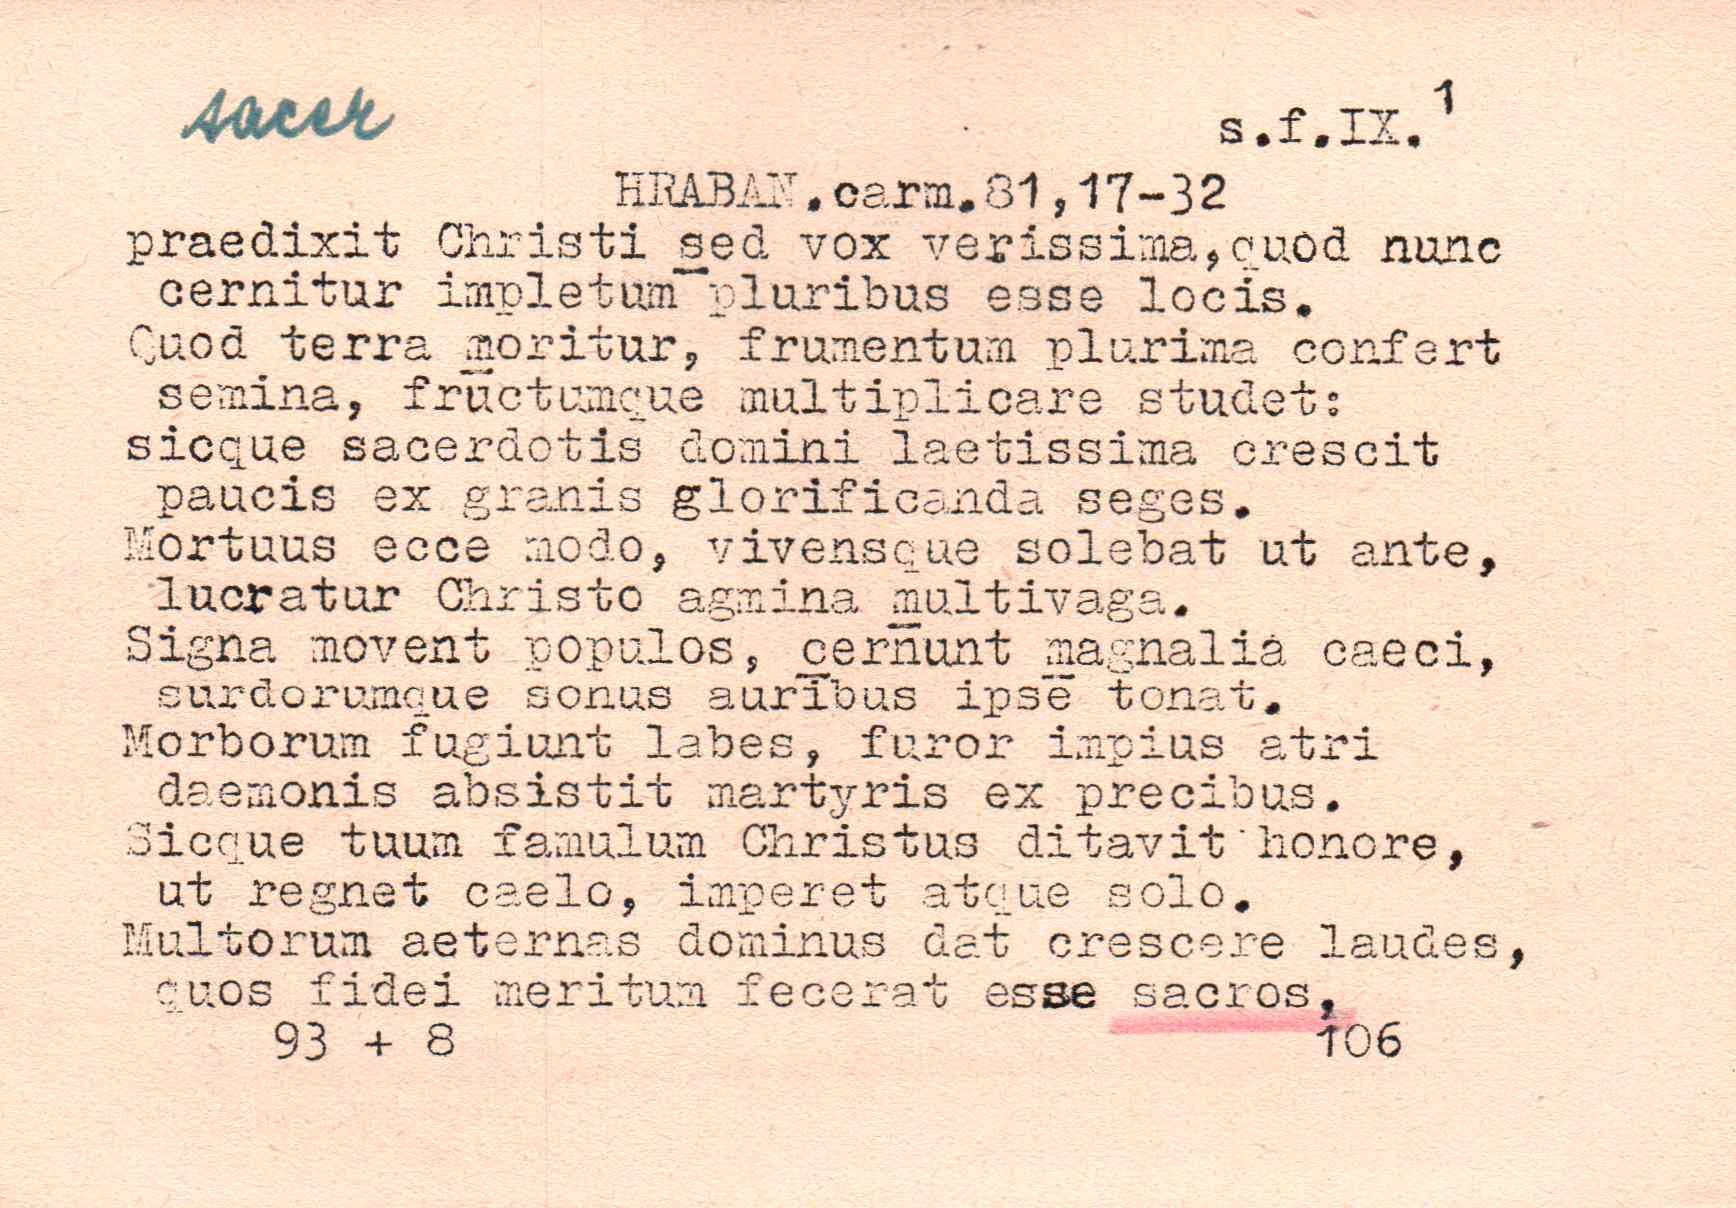 sacer
s.f.IX.1
HRABAN.carm.81,17-32
praedixit Christi sed vox verissima,quod nunc
cernitur impletum pluribus esse locis.
Quod terra moritur, frumentum plurima confert
semina, fructumque multiplicare studet:
sicque sacerdotis domini laetissima crescit
paucis ex granis glorificanda seges.
Mortuus ecce modo, vivensque solebat ut ante,
lucratur Christo agmina multivaga.
Signa movent populos, cernunt magnalia caeci,
surdorumque sonus auribus ipse tonat.
Morborum fugiunt labes, furor impius atri
daemonis absistit martyris ex precibus.
Sicque tuum famulum Christus ditavit honore,
ut regnet caelo, imperet atque solo.
Multorum aeternas dominus dat crescere laudes,
quos fidei meritum fecerat esse sacros,
93 + 8 106